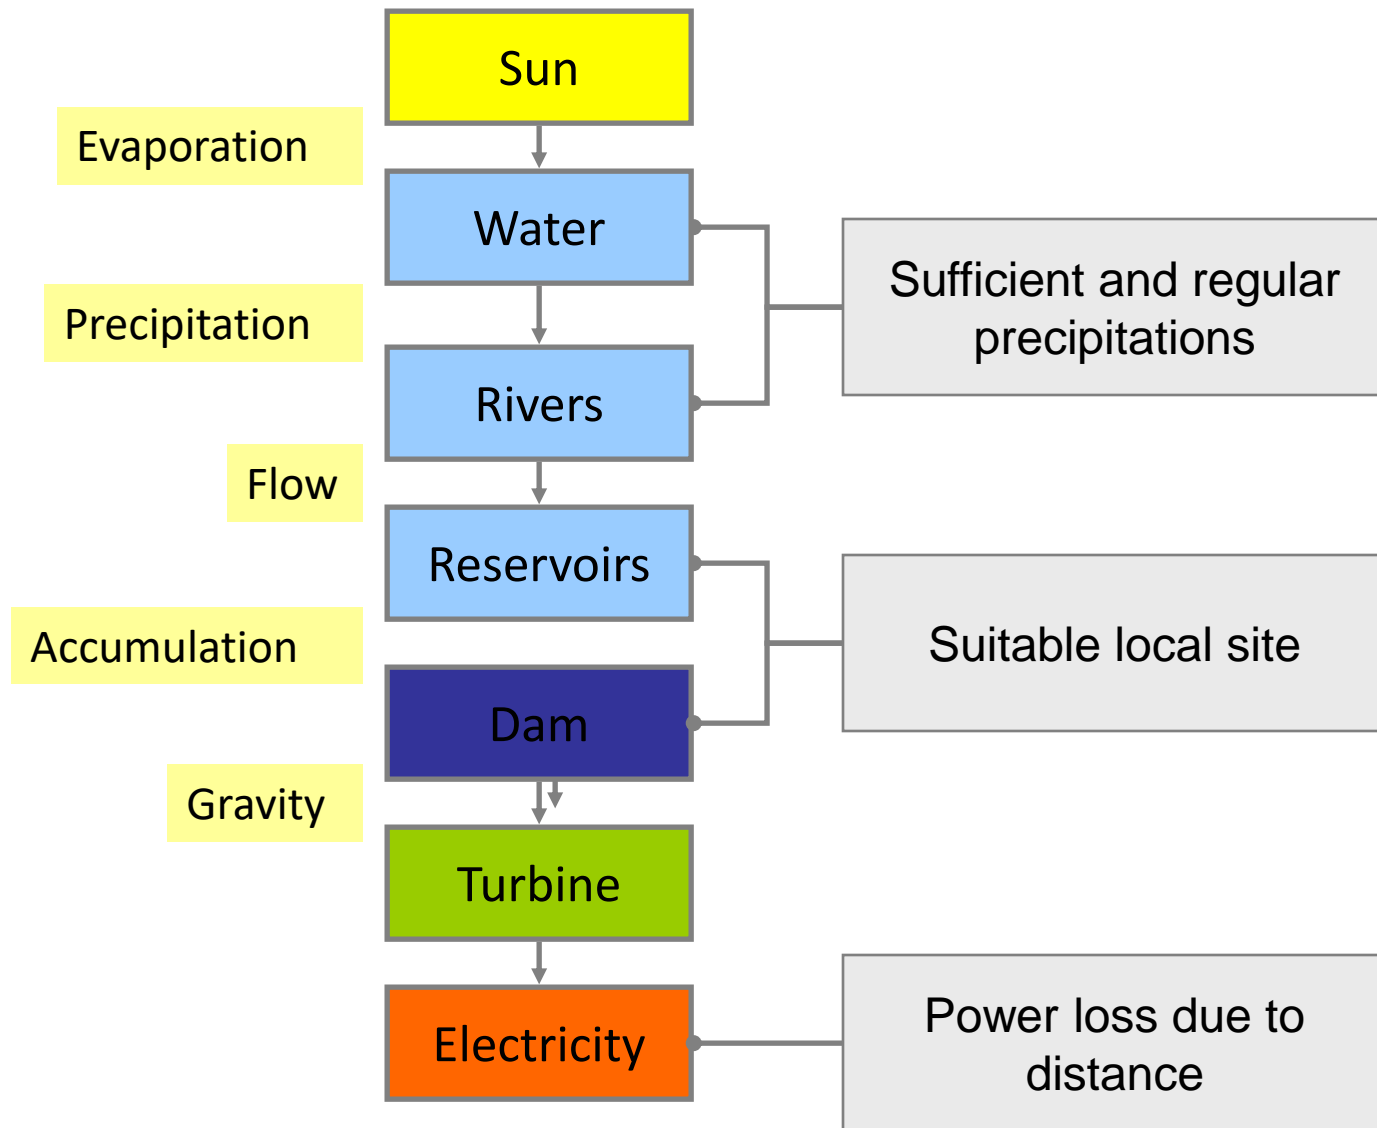 Sun
Evaporation
Water
Sufficient and regular
precipitations
Precipitation
Rivers
Flow
Reservoirs
Suitable local site
Accumulation
Dam
Gravity
Turbine
Electricity
Power loss due to
distance